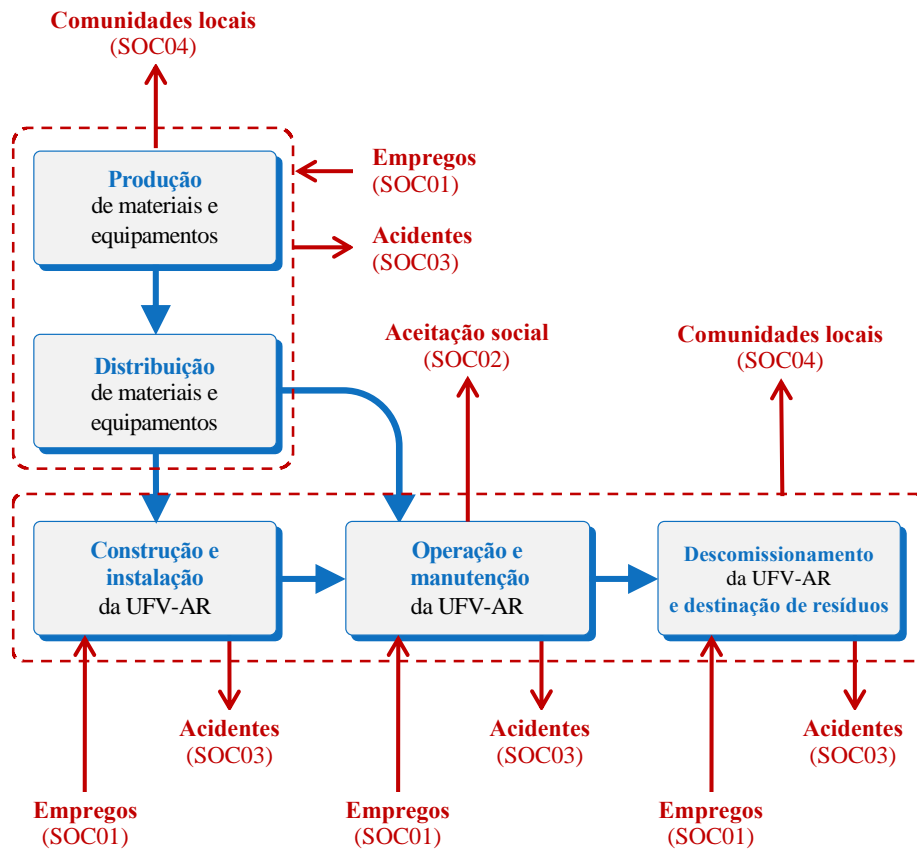 Comunidades locais
(SOC04)
Produção
de materiais e
equipamentos
Empregos
(SOC01)
Acidentes
(SOC03)
Distribuição
de materiais e
equipamentos
Aceitação social
(SOC02)
Comunidades locais
(SOC04)
Construção e
instalação
da UFV-AR
Operação e
manutenção
da UFV-AR
Descomissionamento
da UFV-AR
e destinação de resíduos
Acidentes
(SOC03)
Acidentes
(SOC03)
Acidentes
(SOC03)
Empregos
(SOC01)
Empregos
(SOC01)
Empregos
(SOC01)